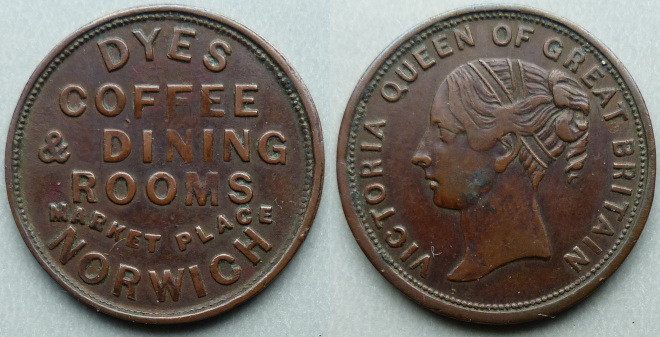 DYES
COFFEE
& DINING
ROOMS
MARKET PLACE
NORWICH
VICTORIA QUEEN OF GREAT BRITAIN